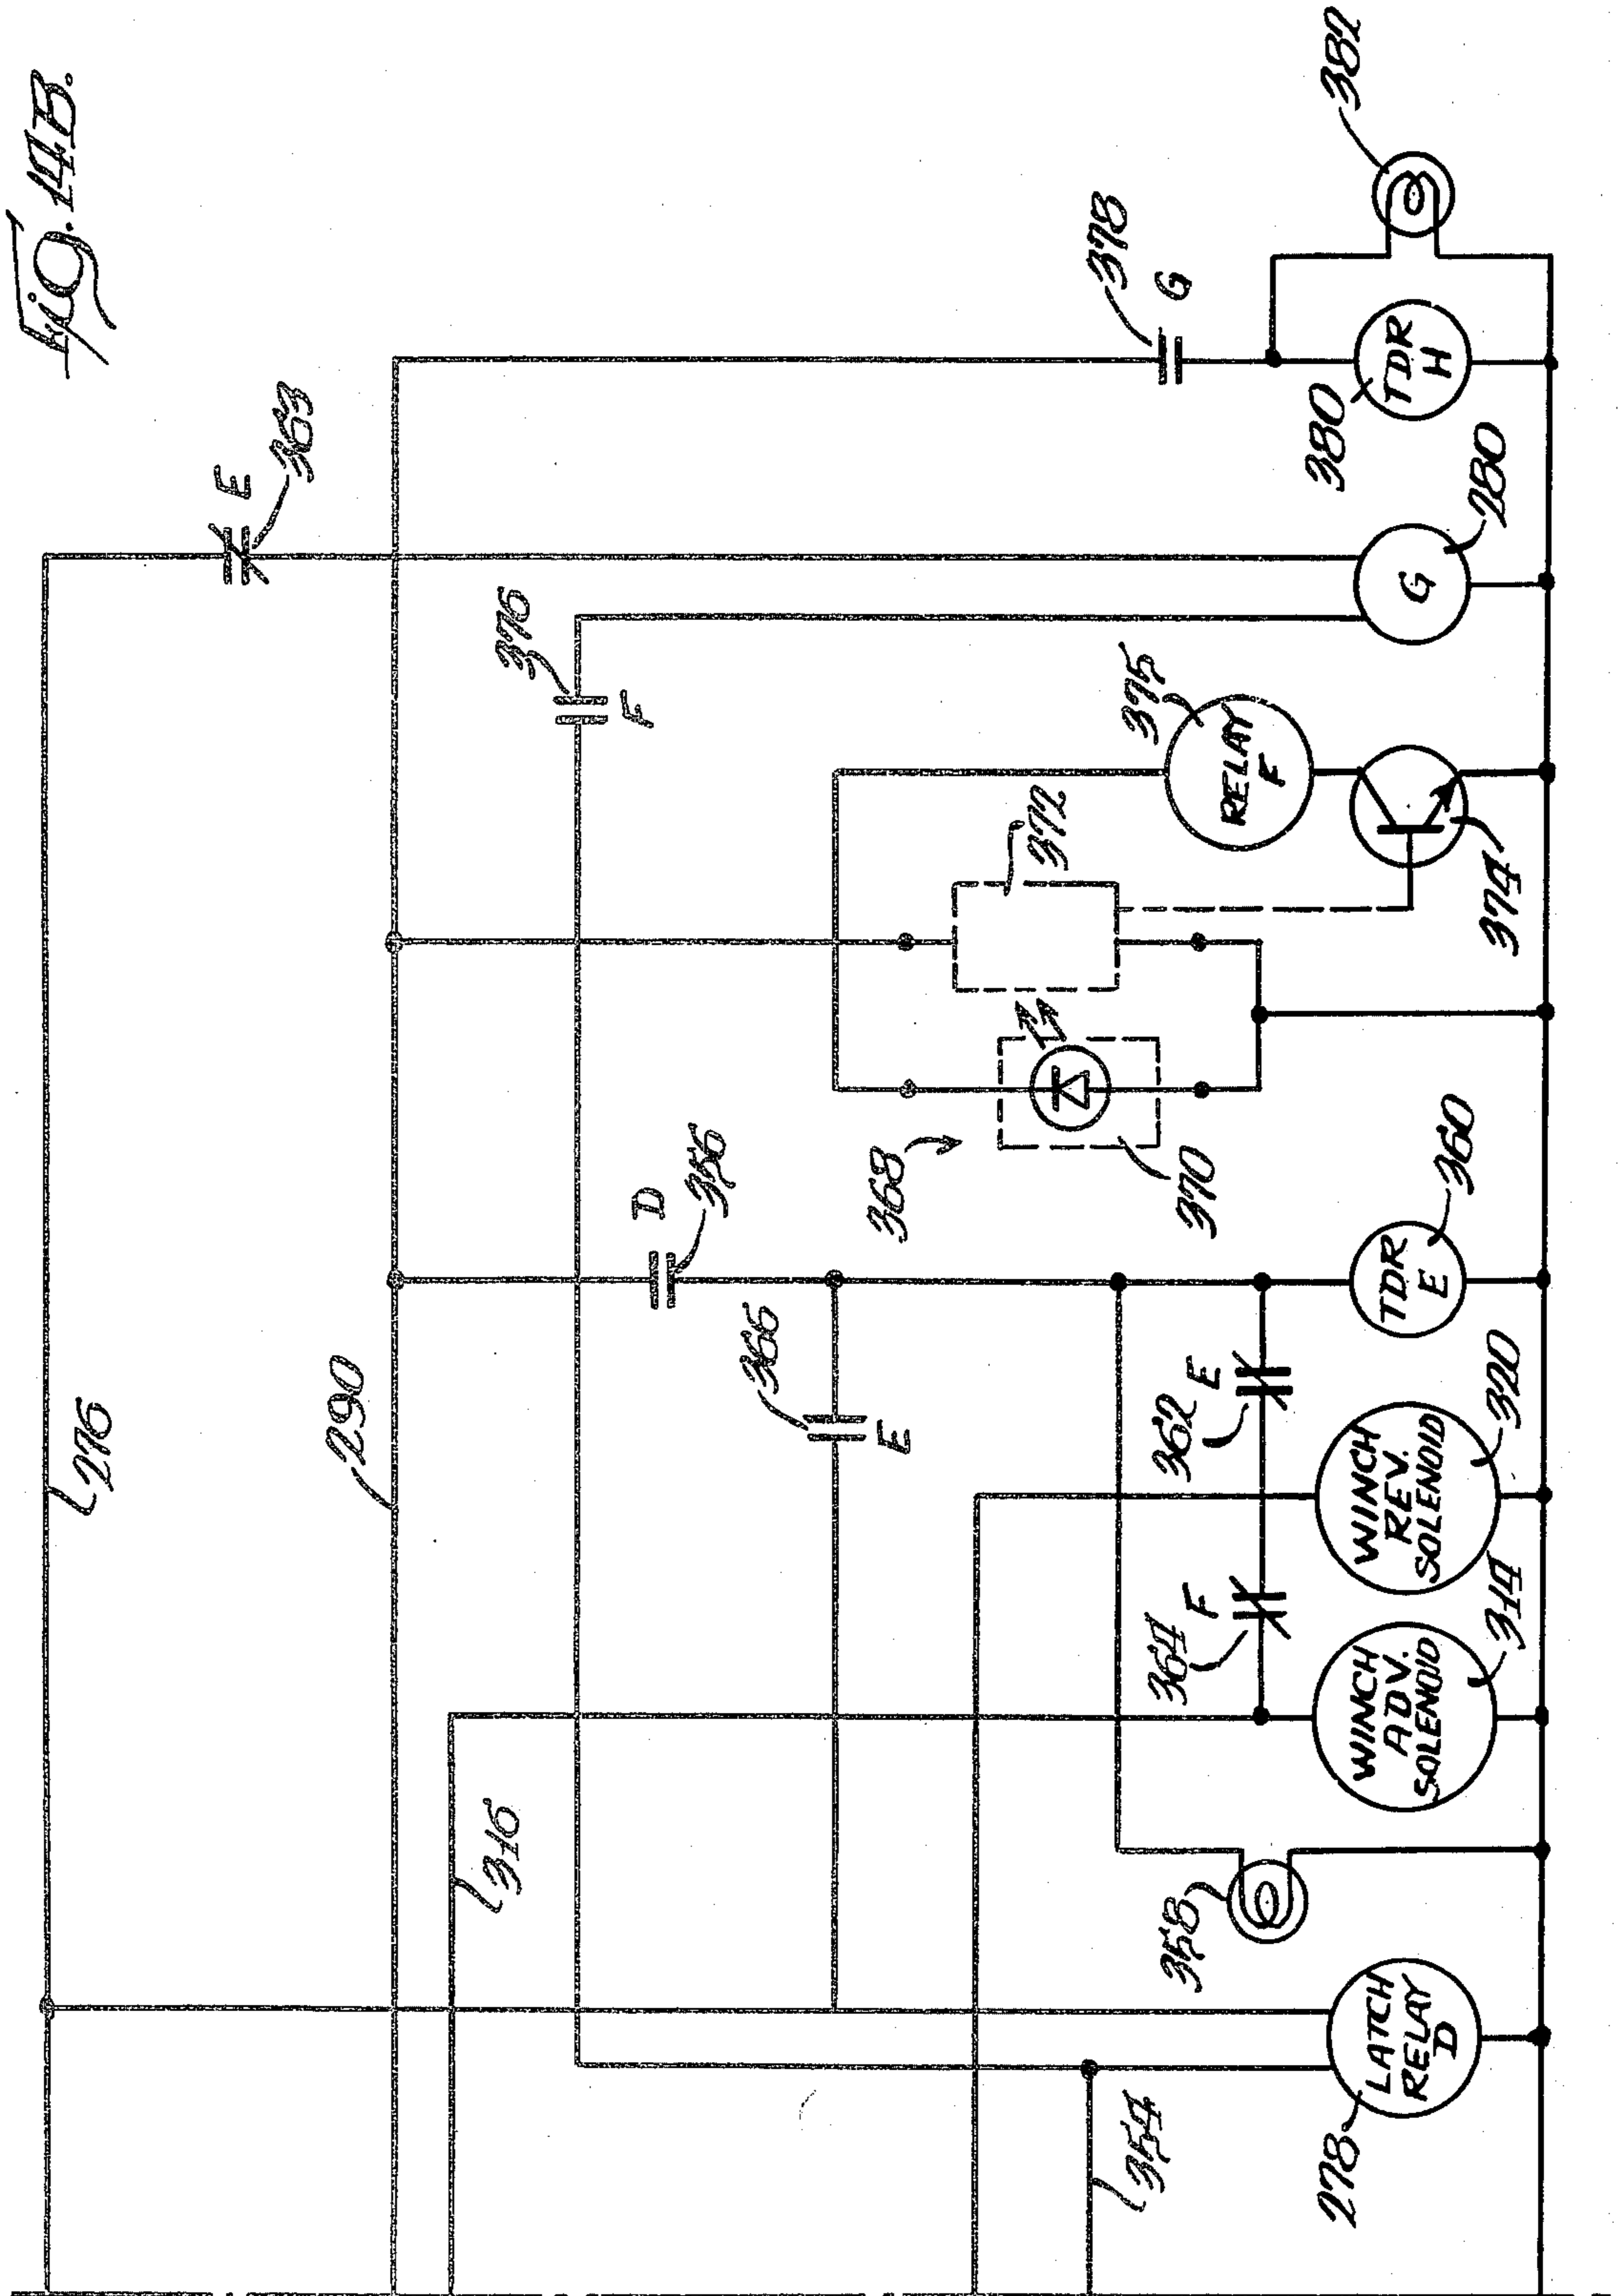 Fig. 14B.
276
E
363
290
316
376
F
D
356
366
E
354
368
372
378
G
358
364 F
362 E
370
375
RELAY
F
278
LATCH
RELAY
D
WINCH
ADV.
SOLENOID
314
WINCH
REV.
SOLENOID
320
TDR
E
360
374
G
280
380
TDR
H
382